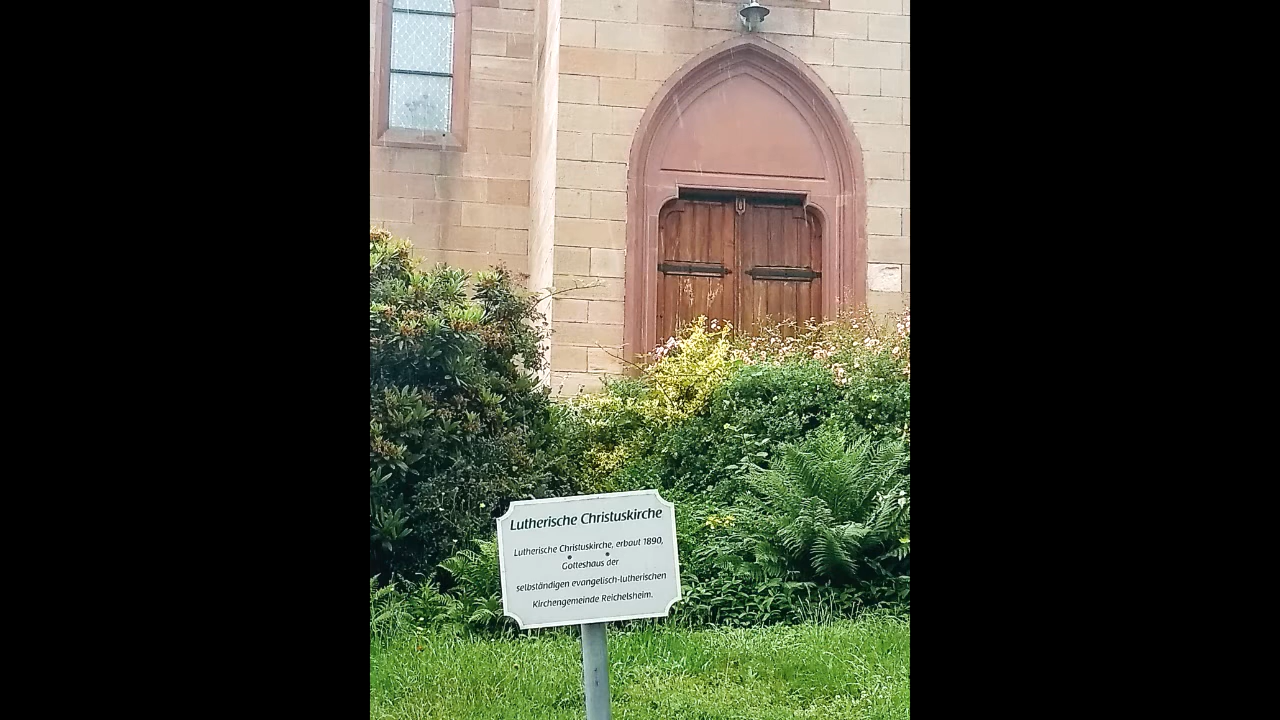 Lutherische Christuskirche
Lutherische Christuskirche, erbaut 1890,
Gotteshaus der
selbständigen evangelisch-lutherischen
Kirchengemeinde Reichelsheim.